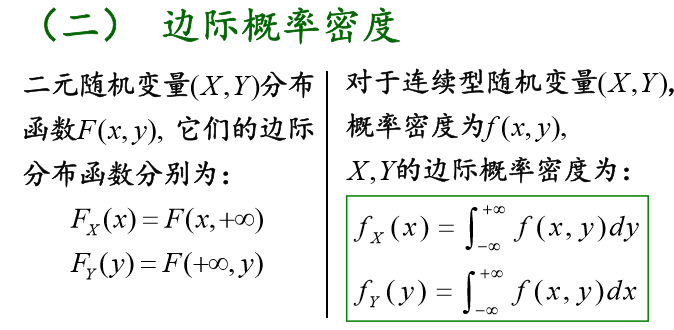 （二） 边际概率密度
二元随机变量(X,Y)分布
函数F(x,y), 它们的边际
分布函数分别为：
F_X(x)=F(x,+∞)
F_Y(y)=F(+∞,y)
对于连续型随机变量(X,Y),
概率密度为f(x,y),
X,Y的边际概率密度为：
f_X(x)=∫_{-∞}^{+∞} f(x,y)dy
f_Y(y)=∫_{-∞}^{+∞} f(x,y)dx